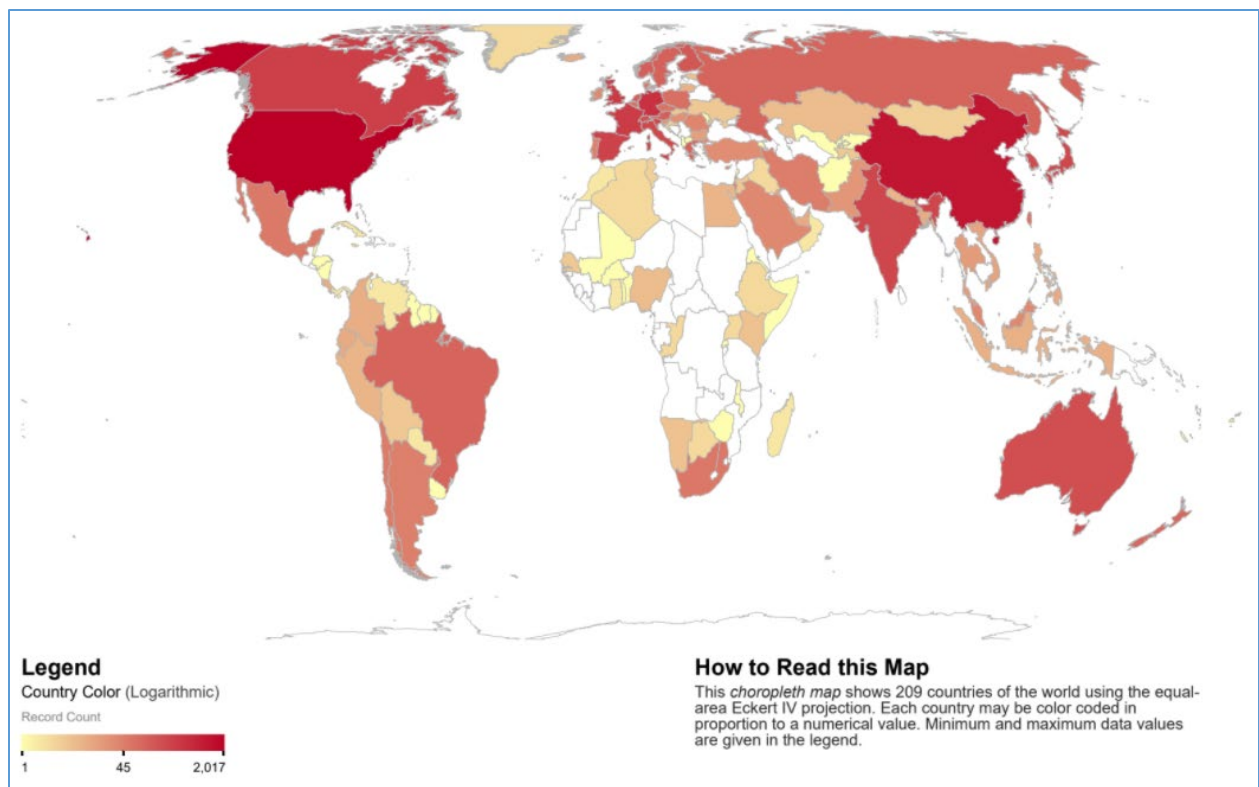 Legend
Country Color (Logarithmic)
Record Count
1 45 2,017
How to Read this Map
This choropleth map shows 209 countries of the world using the equal-
area Eckert IV projection. Each country may be color coded in
proportion to a numerical value. Minimum and maximum data values
are given in the legend.